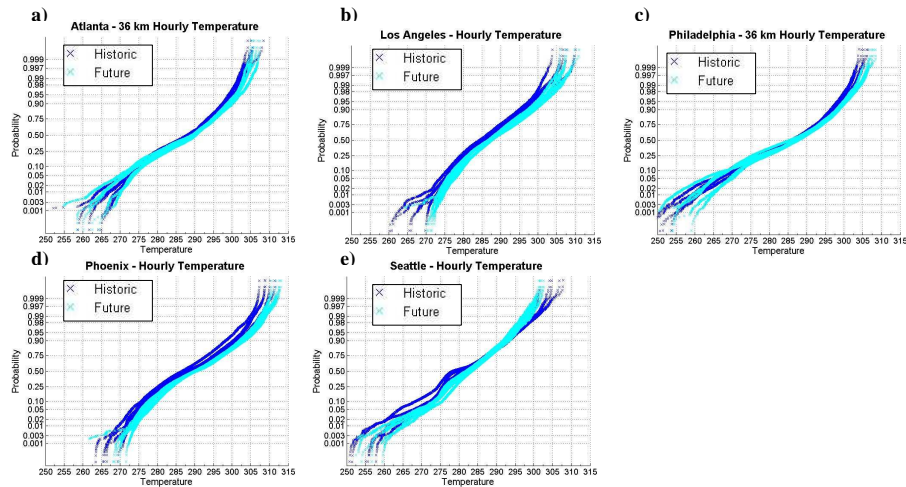 a)
Atlanta - 36 km Hourly Temperature
Historic
Future
0.999
0.997
0.99
0.98
0.95
0.90
0.75
0.50
0.25
0.10
0.05
0.02
0.01
0.003
0.001
Probability
250 255 260 265 270 275 280 285 290 295 300 305 310 315
Temperature
b)
Los Angeles - Hourly Temperature
Historic
Future
0.999
0.997
0.99
0.98
0.95
0.90
0.75
0.50
0.25
0.10
0.05
0.02
0.01
0.003
0.001
Probability
250 255 260 265 270 275 280 285 290 295 300 305 310 315
Temperature
c)
Philadelphia - 36 km Hourly Temperature
Historic
Future
0.999
0.997
0.99
0.98
0.95
0.90
0.75
0.50
0.25
0.10
0.05
0.02
0.01
0.003
0.001
Probability
250 255 260 265 270 275 280 285 290 295 300 305 310 315
Temperature
d)
Phoenix - Hourly Temperature
Historic
Future
0.999
0.997
0.99
0.98
0.95
0.90
0.75
0.50
0.25
0.10
0.05
0.02
0.01
0.003
0.001
Probability
250 255 260 265 270 275 280 285 290 295 300 305 310 315
Temperature
e)
Seattle - Hourly Temperature
Historic
Future
0.999
0.997
0.99
0.98
0.95
0.90
0.75
0.50
0.25
0.10
0.05
0.02
0.01
0.003
0.001
Probability
250 255 260 265 270 275 280 285 290 295 300 305 310 315
Temperature